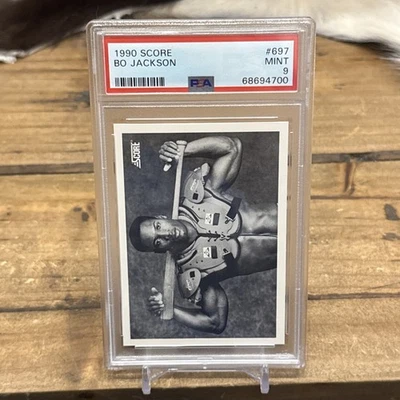 1990 SCORE #697
BO JACKSON MINT
9
PSA 68694700
SCORE